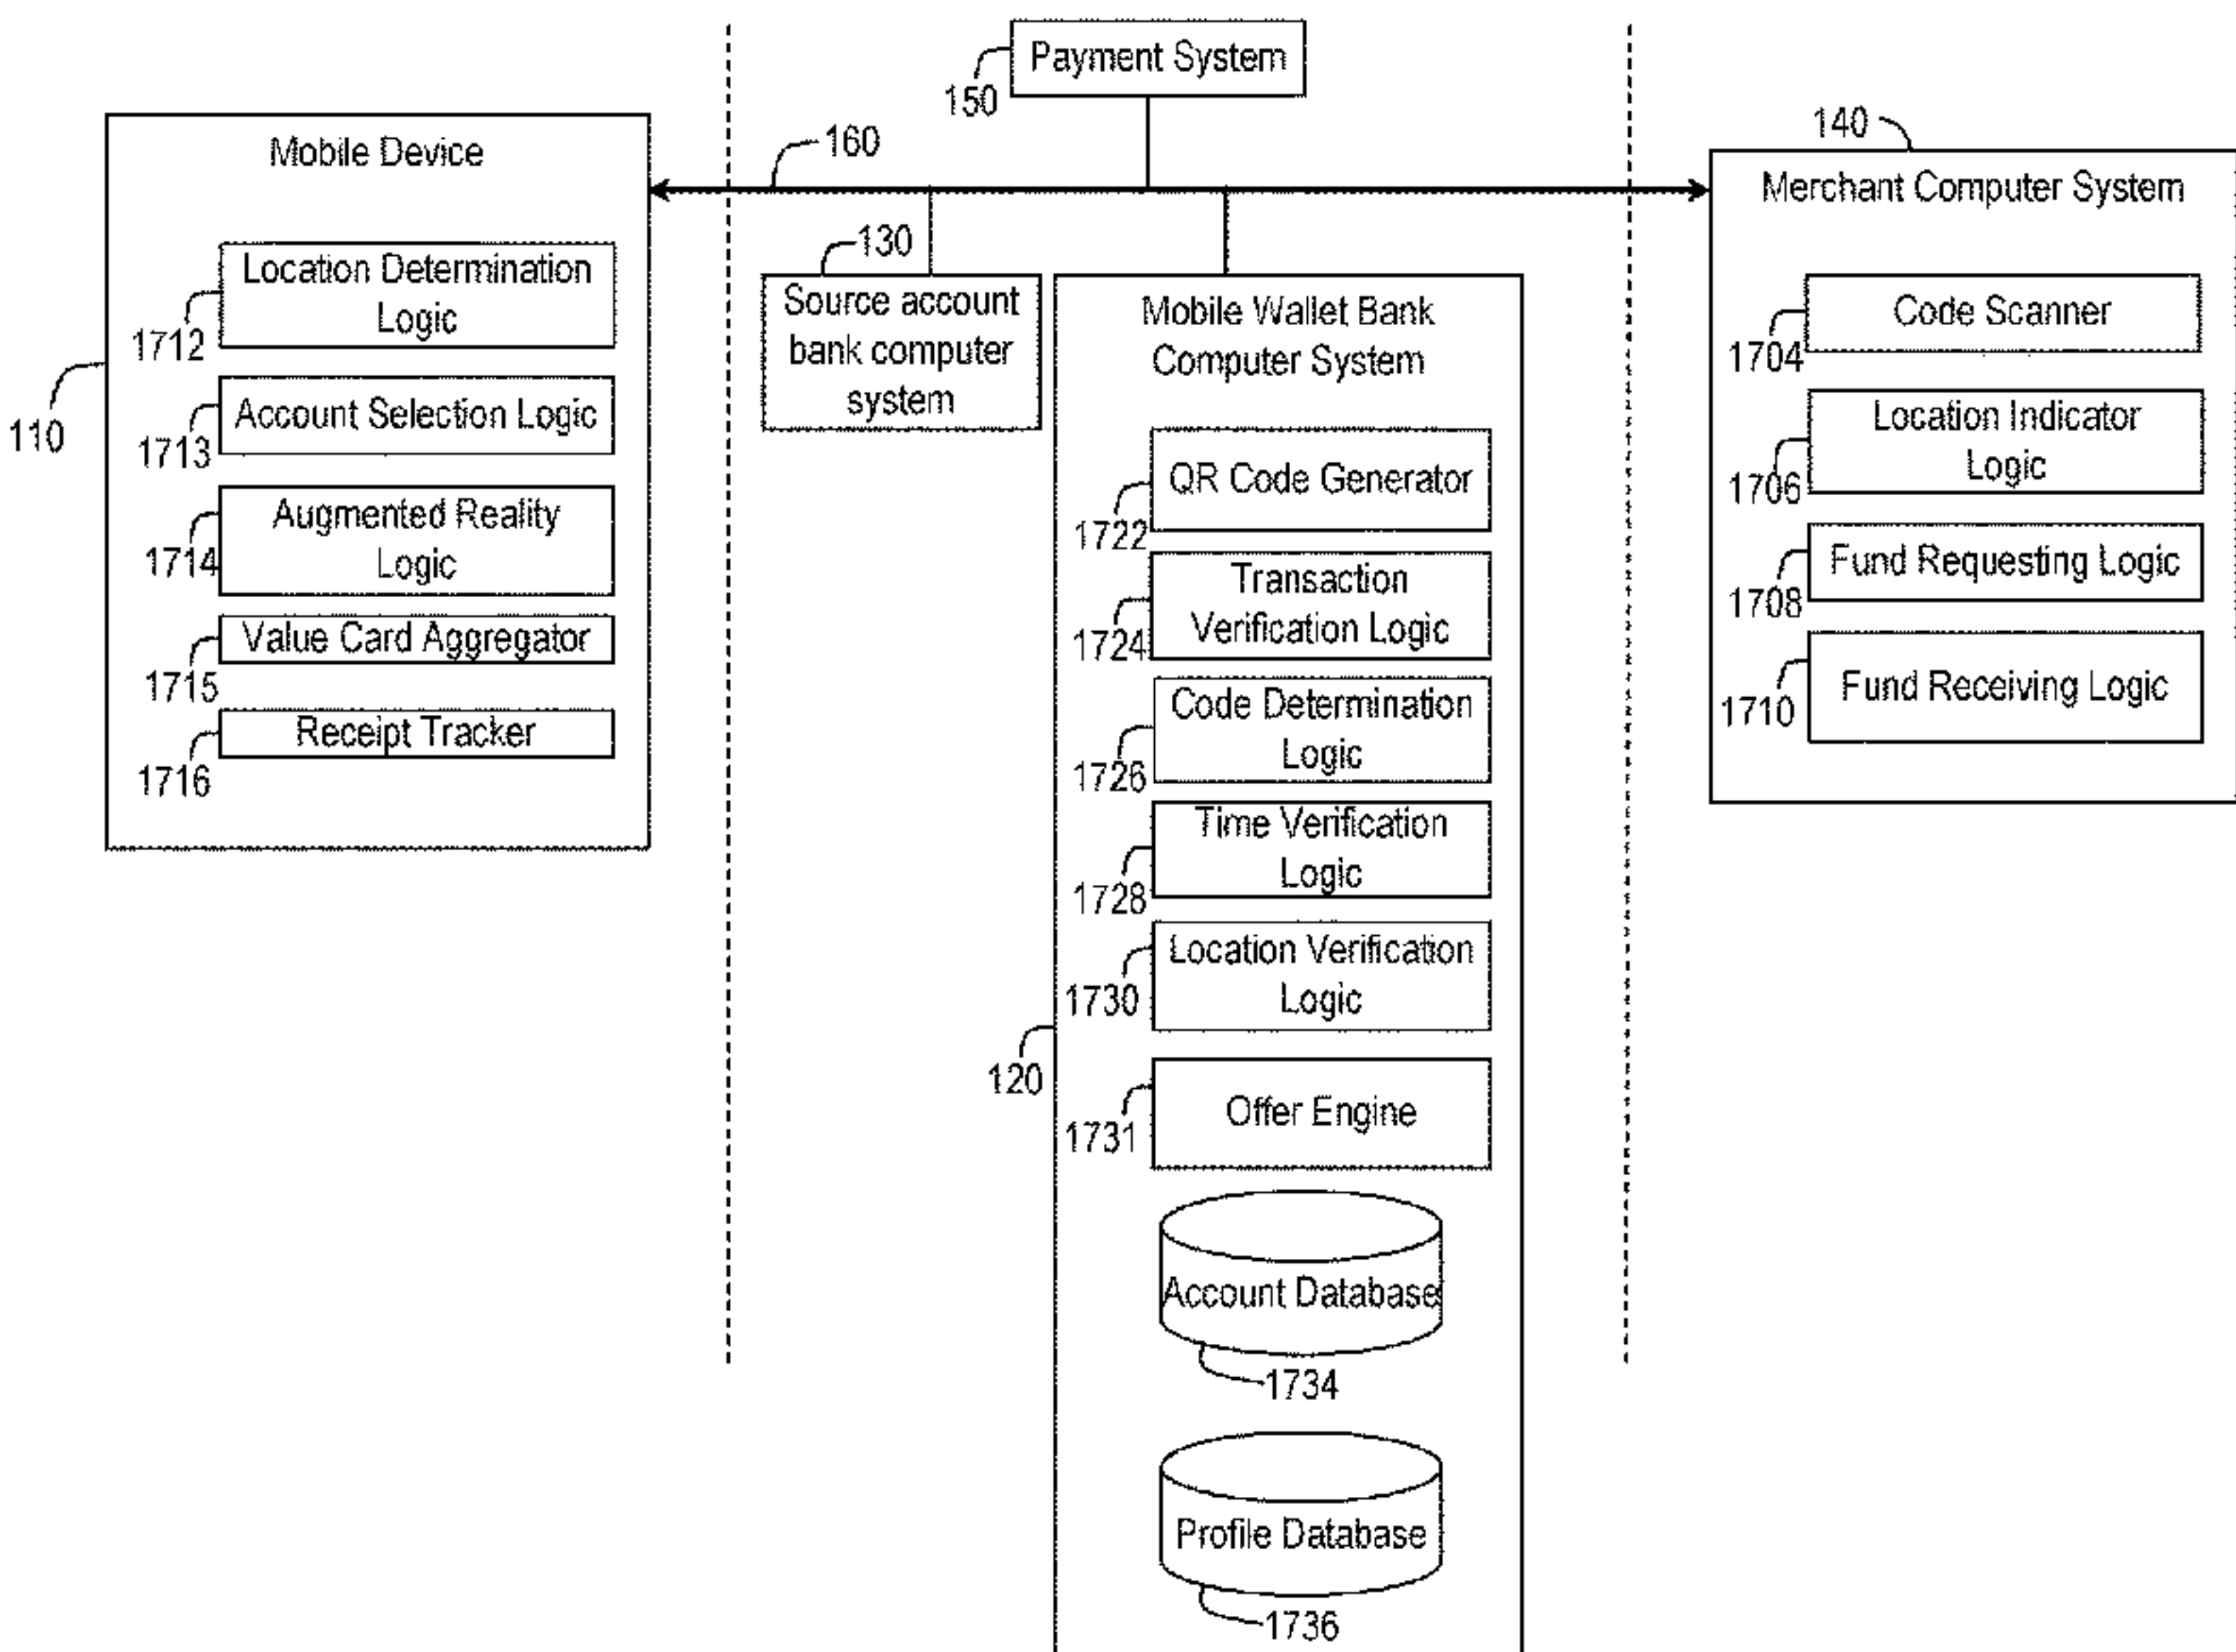 Payment System
150
160
110
Mobile Device
Location Determination
Logic
1712
Account Selection Logic
1713
Augmented Reality
Logic
1714
Value Card Aggregator
1715
Receipt Tracker
1716
130
Source account
bank computer
system
120
Mobile Wallet Bank
Computer System
QR Code Generator
1722
Transaction
Verification Logic
1724
Code Determination
Logic
1726
Time Verification
Logic
1728
Location Verification
Logic
1730
Offer Engine
1731
Account Database
1734
Profile Database
1736
140
Merchant Computer System
Code Scanner
1704
Location Indicator
Logic
1706
Fund Requesting Logic
1708
Fund Receiving Logic
1710